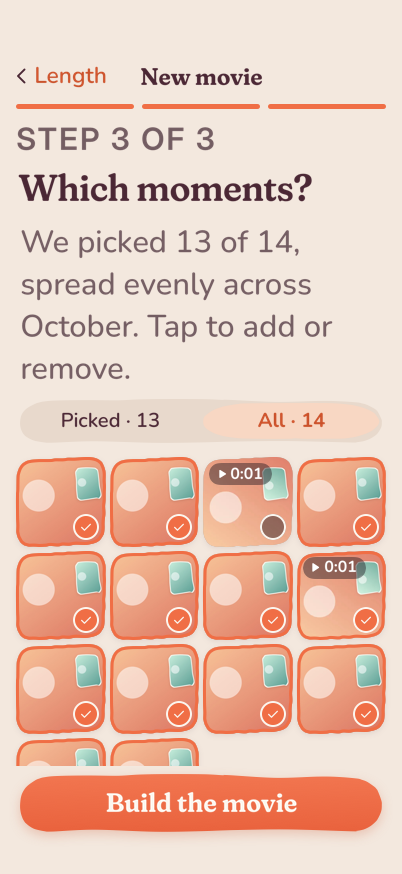 Length
New movie
STEP 3 OF 3
Which moments?
We picked 13 of 14,
spread evenly across
October. Tap to add or
remove.
Picked · 13
All · 14
0:01
0:01
Build the movie